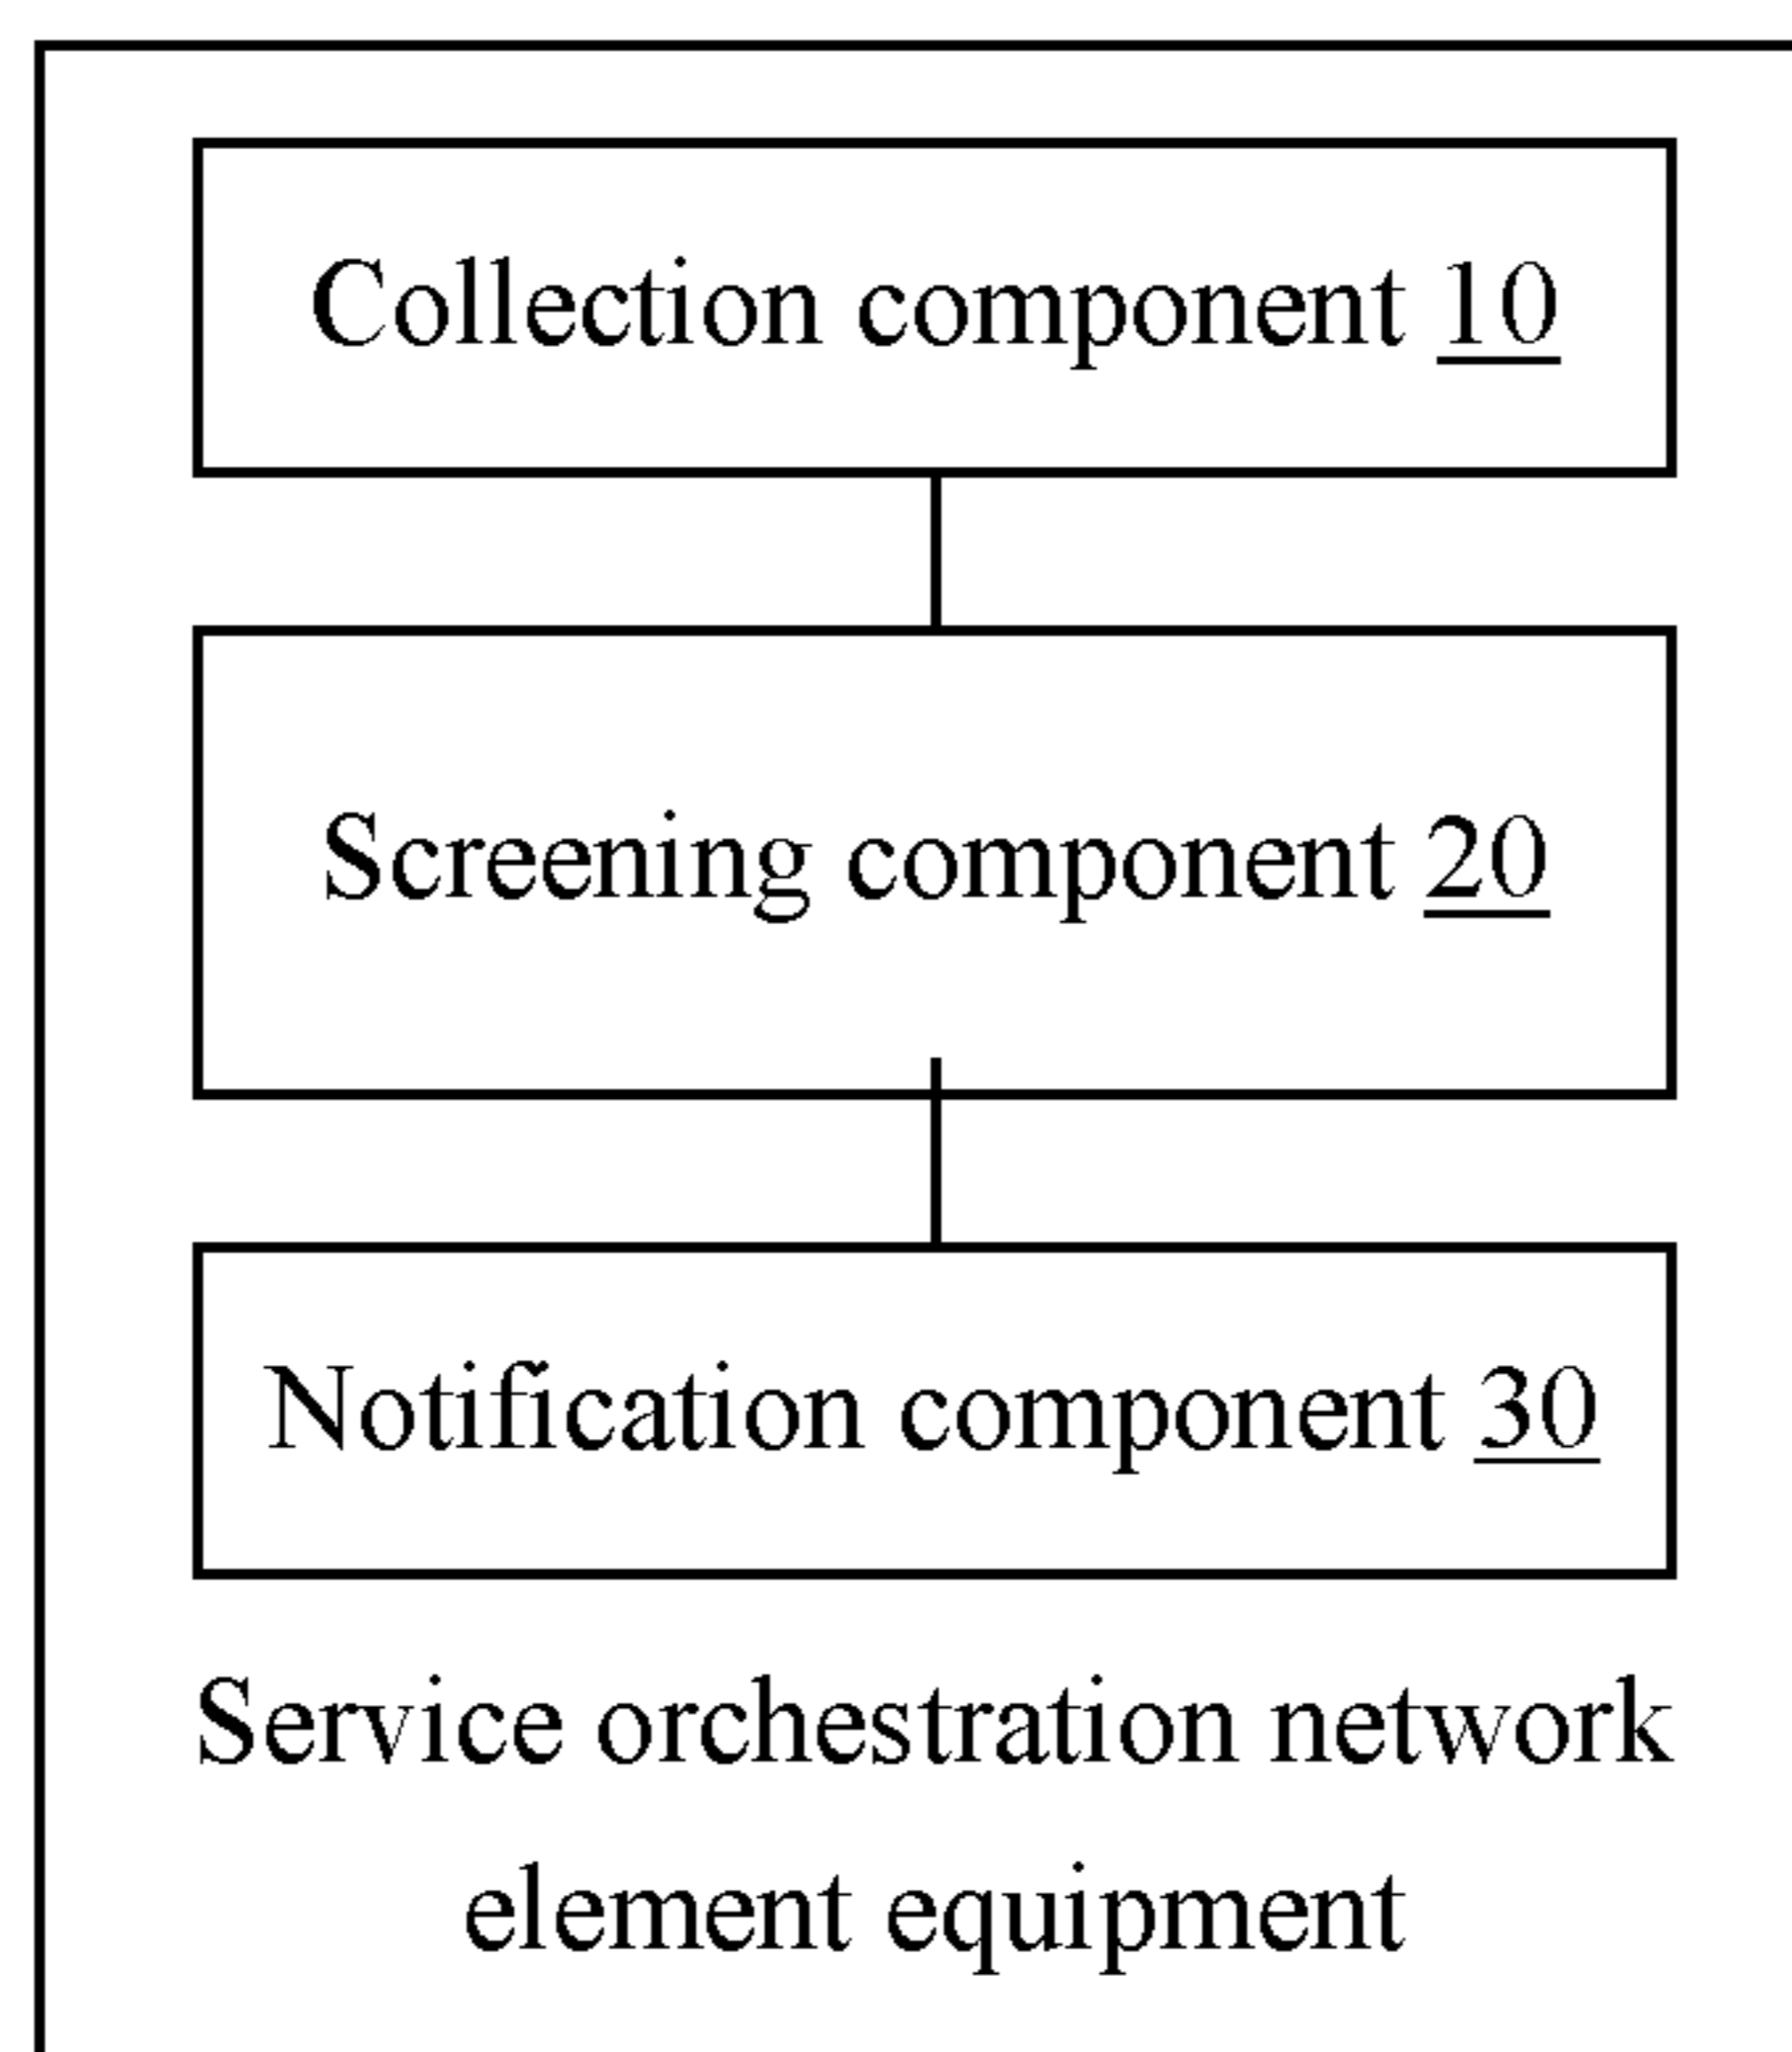 Collection component 10
Screening component 20
Notification component 30
Service orchestration network
element equipment